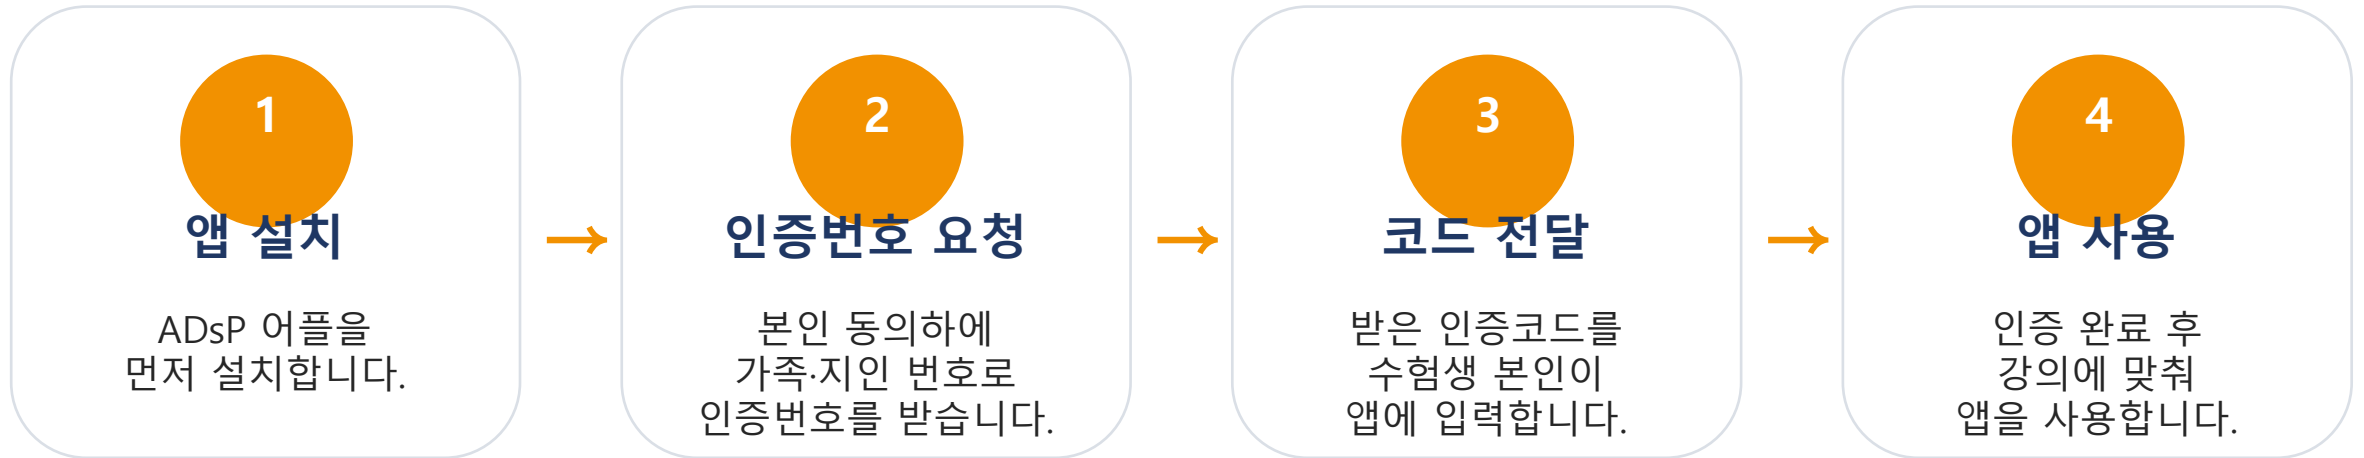 1
앱 설치
ADsP 어플을
먼저 설치합니다.
→
2
인증번호 요청
본인 동의하에
가족·지인 번호로
인증번호를 받습니다.
→
3
코드 전달
받은 인증코드를
수험생 본인이
앱에 입력합니다.
→
4
앱 사용
인증 완료 후
강의에 맞춰
앱을 사용합니다.